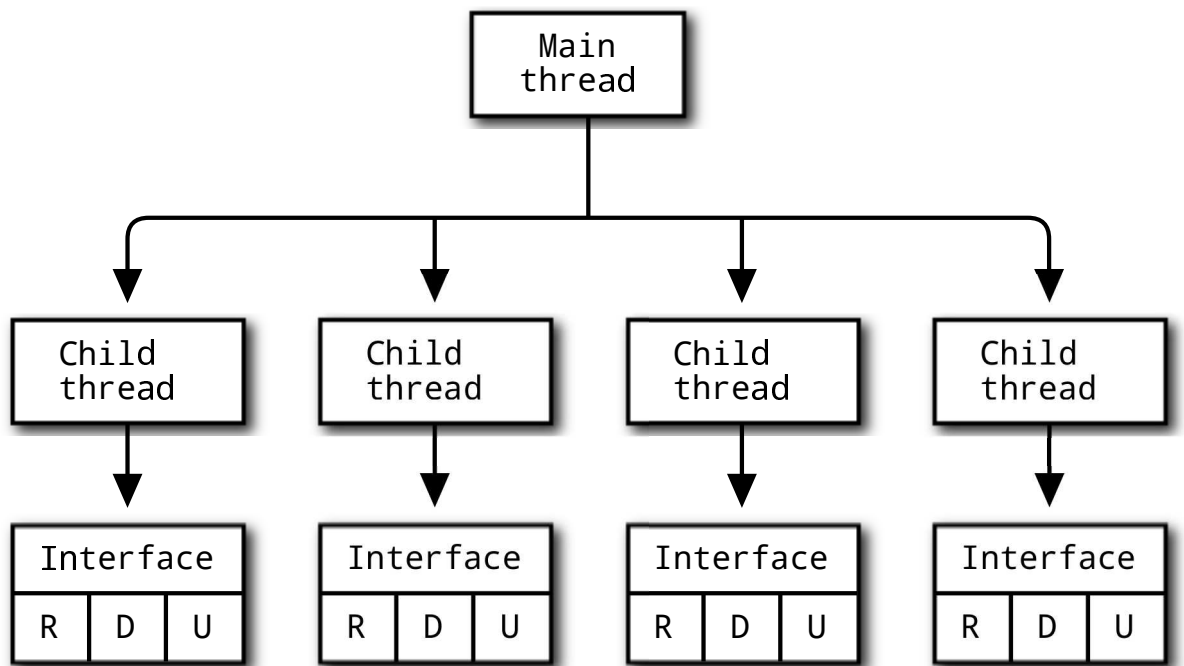 Main
thread
Child
thread
Child
thread
Child
thread
Child
thread
Interface
R D U
Interface
R D U
Interface
R D U
Interface
R D U